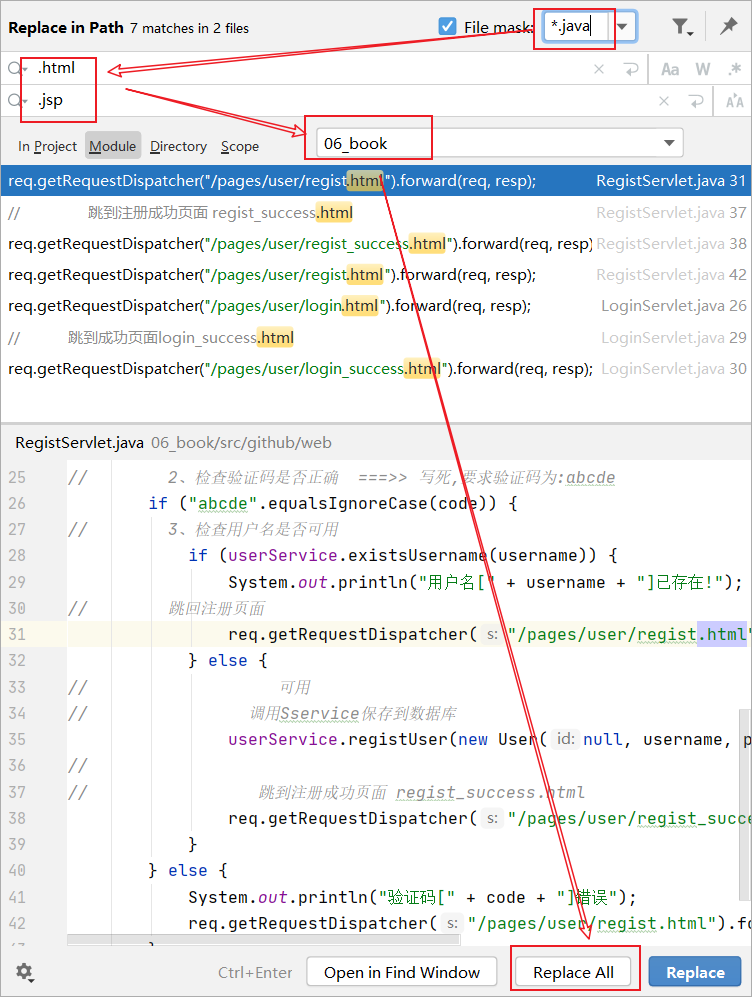 Replace in Path 7 matches in 2 files File mask: *.java
.html Aa W .*
.jsp AA
In Project Module Directory Scope 06_book
req.getRequestDispatcher("/pages/user/regist.html").forward(req, resp); RegistServlet.java 31
// 跳到注册成功页面 regist_success.html RegistServlet.java 37
req.getRequestDispatcher("/pages/user/regist_success.html").forward(req, resp) RegistServlet.java 38
req.getRequestDispatcher("/pages/user/regist.html").forward(req, resp); RegistServlet.java 42
req.getRequestDispatcher("/pages/user/login.html").forward(req, resp); LoginServlet.java 26
// 跳到成功页面login_success.html LoginServlet.java 29
req.getRequestDispatcher("/pages/user/login_success.html").forward(req, resp); LoginServlet.java 30
RegistServlet.java 06_book/src/github/web
25 // 2、检查验证码是否正确 ===>> 写死,要求验证码为:abcde
26 if ("abcde".equalsIgnoreCase(code)) {
27 // 3、检查用户名是否可用
28 if (userService.existsUsername(username)) {
29 System.out.println("用户名[" + username + "]已存在!");
30 // 跳回注册页面
31 req.getRequestDispatcher( s: "/pages/user/regist.html"
32 } else {
33 // 可用
34 // 调用Sservice保存到数据库
35 userService.registUser(new User( id: null, username, p
36 //
37 // 跳到注册成功页面 regist_success.html
38 req.getRequestDispatcher( s: "/pages/user/regist_succe
39 }
40 } else {
41 System.out.println("验证码[" + code + "]错误");
42 req.getRequestDispatcher( s: "/pages/user/regist.html").fo
Ctrl+Enter Open in Find Window Replace All Replace